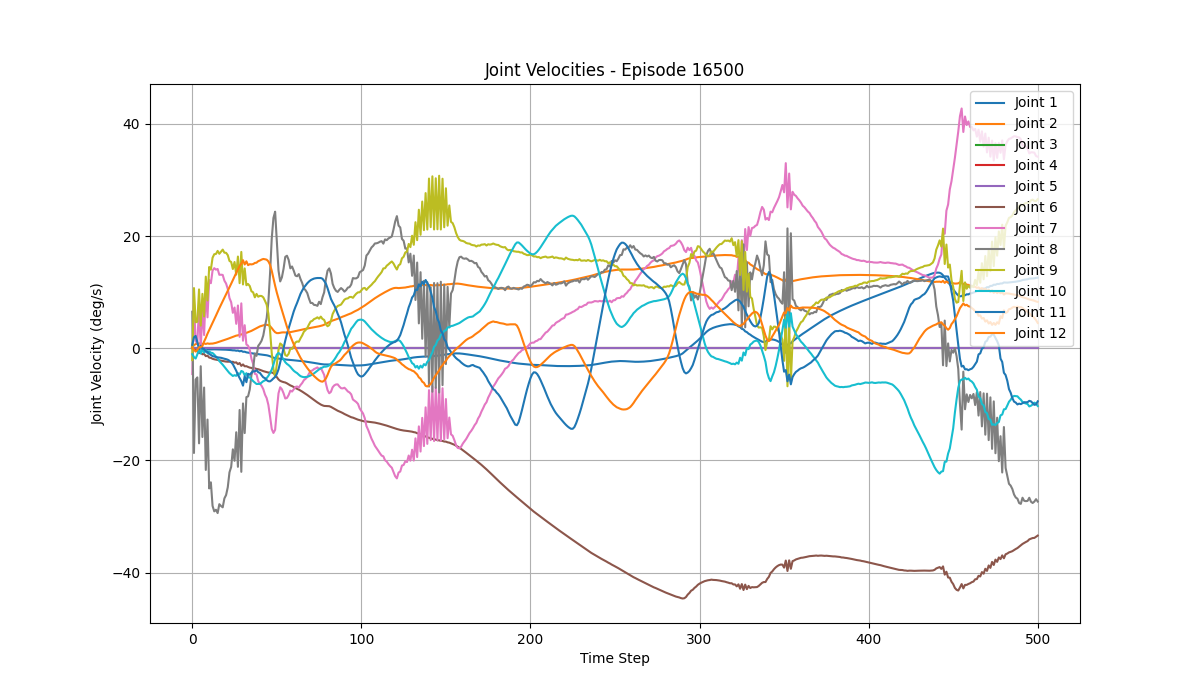 Joint Velocities - Episode 16500
Joint Velocity (deg/s)
40
20
0
−20
−40
0 100 200 300 400 500
Time Step
Joint 1
Joint 2
Joint 3
Joint 4
Joint 5
Joint 6
Joint 7
Joint 8
Joint 9
Joint 10
Joint 11
Joint 12